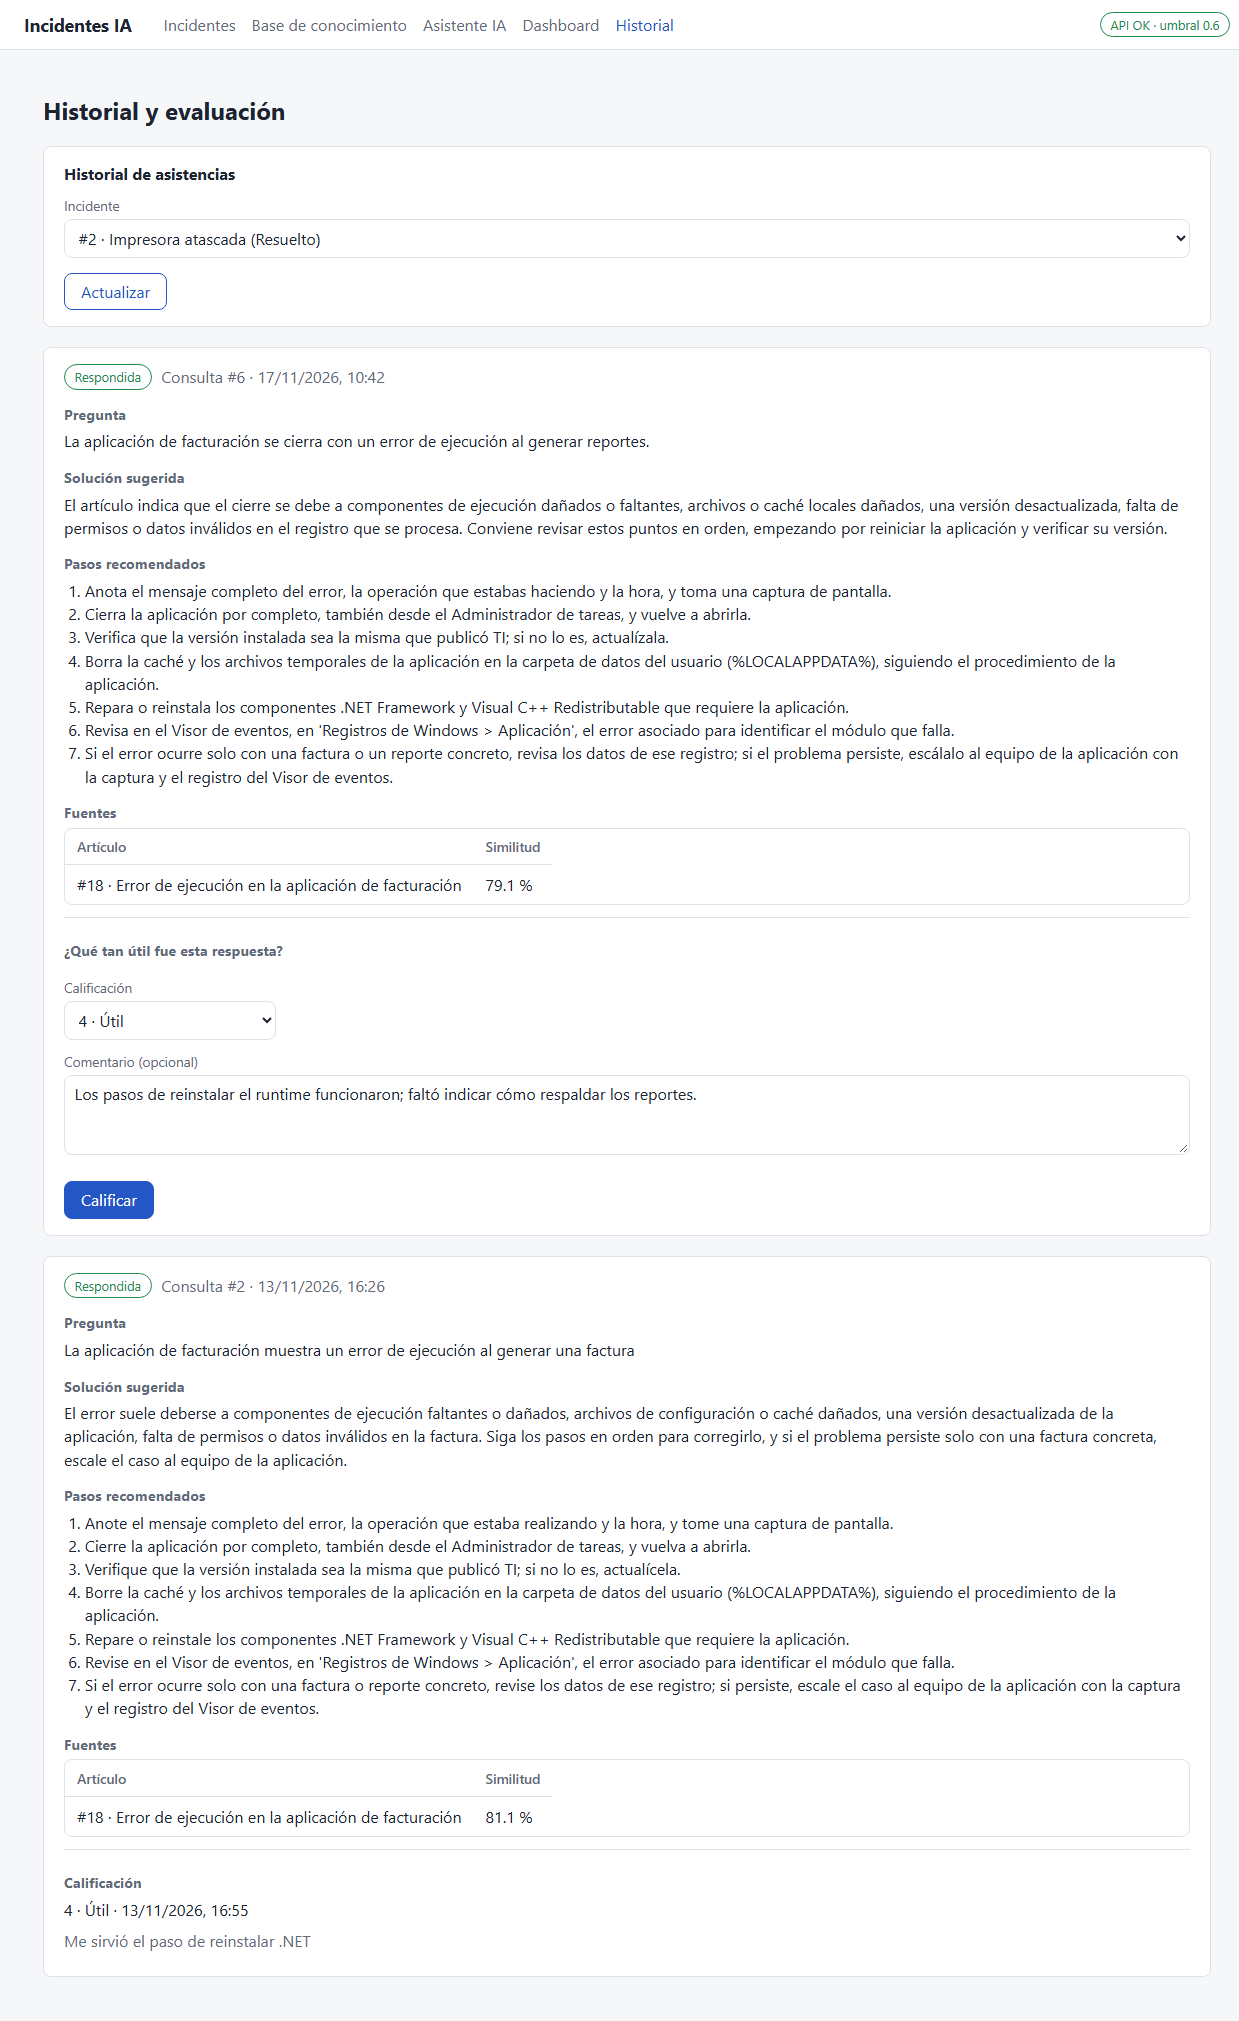 Incidentes IA Incidentes Base de conocimiento Asistente IA Dashboard Historial API OK · umbral 0.6
Historial y evaluación
Historial de asistencias
Incidente
#2 · Impresora atascada (Resuelto)
Actualizar
Respondida Consulta #6 · 17/11/2026, 10:42
Pregunta
La aplicación de facturación se cierra con un error de ejecución al generar reportes.
Solución sugerida
El artículo indica que el cierre se debe a componentes de ejecución dañados o faltantes, archivos o caché locales dañados, una versión desactualizada, falta de
permisos o datos inválidos en el registro que se procesa. Conviene revisar estos puntos en orden, empezando por reiniciar la aplicación y verificar su versión.
Pasos recomendados
1. Anota el mensaje completo del error, la operación que estabas haciendo y la hora, y toma una captura de pantalla.
2. Cierra la aplicación por completo, también desde el Administrador de tareas, y vuelve a abrirla.
3. Verifica que la versión instalada sea la misma que publicó TI; si no lo es, actualízala.
4. Borra la caché y los archivos temporales de la aplicación en la carpeta de datos del usuario (%LOCALAPPDATA%), siguiendo el procedimiento de la
aplicación.
5. Repara o reinstala los componentes .NET Framework y Visual C++ Redistributable que requiere la aplicación.
6. Revisa en el Visor de eventos, en 'Registros de Windows > Aplicación', el error asociado para identificar el módulo que falla.
7. Si el error ocurre solo con una factura o un reporte concreto, revisa los datos de ese registro; si el problema persiste, escálalo al equipo de la aplicación con
la captura y el registro del Visor de eventos.
Fuentes
Artículo Similitud
#18 · Error de ejecución en la aplicación de facturación 79.1 %
¿Qué tan útil fue esta respuesta?
Calificación
4 · Útil
Comentario (opcional)
Los pasos de reinstalar el runtime funcionaron; faltó indicar cómo respaldar los reportes.
Calificar
Respondida Consulta #2 · 13/11/2026, 16:26
Pregunta
La aplicación de facturación muestra un error de ejecución al generar una factura
Solución sugerida
El error suele deberse a componentes de ejecución faltantes o dañados, archivos de configuración o caché dañados, una versión desactualizada de la
aplicación, falta de permisos o datos inválidos en la factura. Siga los pasos en orden para corregirlo, y si el problema persiste solo con una factura concreta,
escale el caso al equipo de la aplicación.
Pasos recomendados
1. Anote el mensaje completo del error, la operación que estaba realizando y la hora, y tome una captura de pantalla.
2. Cierre la aplicación por completo, también desde el Administrador de tareas, y vuelva a abrirla.
3. Verifique que la versión instalada sea la misma que publicó TI; si no lo es, actualícela.
4. Borre la caché y los archivos temporales de la aplicación en la carpeta de datos del usuario (%LOCALAPPDATA%), siguiendo el procedimiento de la
aplicación.
5. Repare o reinstale los componentes .NET Framework y Visual C++ Redistributable que requiere la aplicación.
6. Revise en el Visor de eventos, en 'Registros de Windows > Aplicación', el error asociado para identificar el módulo que falla.
7. Si el error ocurre solo con una factura o reporte concreto, revise los datos de ese registro; si persiste, escale el caso al equipo de la aplicación con la captura
y el registro del Visor de eventos.
Fuentes
Artículo Similitud
#18 · Error de ejecución en la aplicación de facturación 81.1 %
Calificación
4 · Útil · 13/11/2026, 16:55
Me sirvió el paso de reinstalar .NET